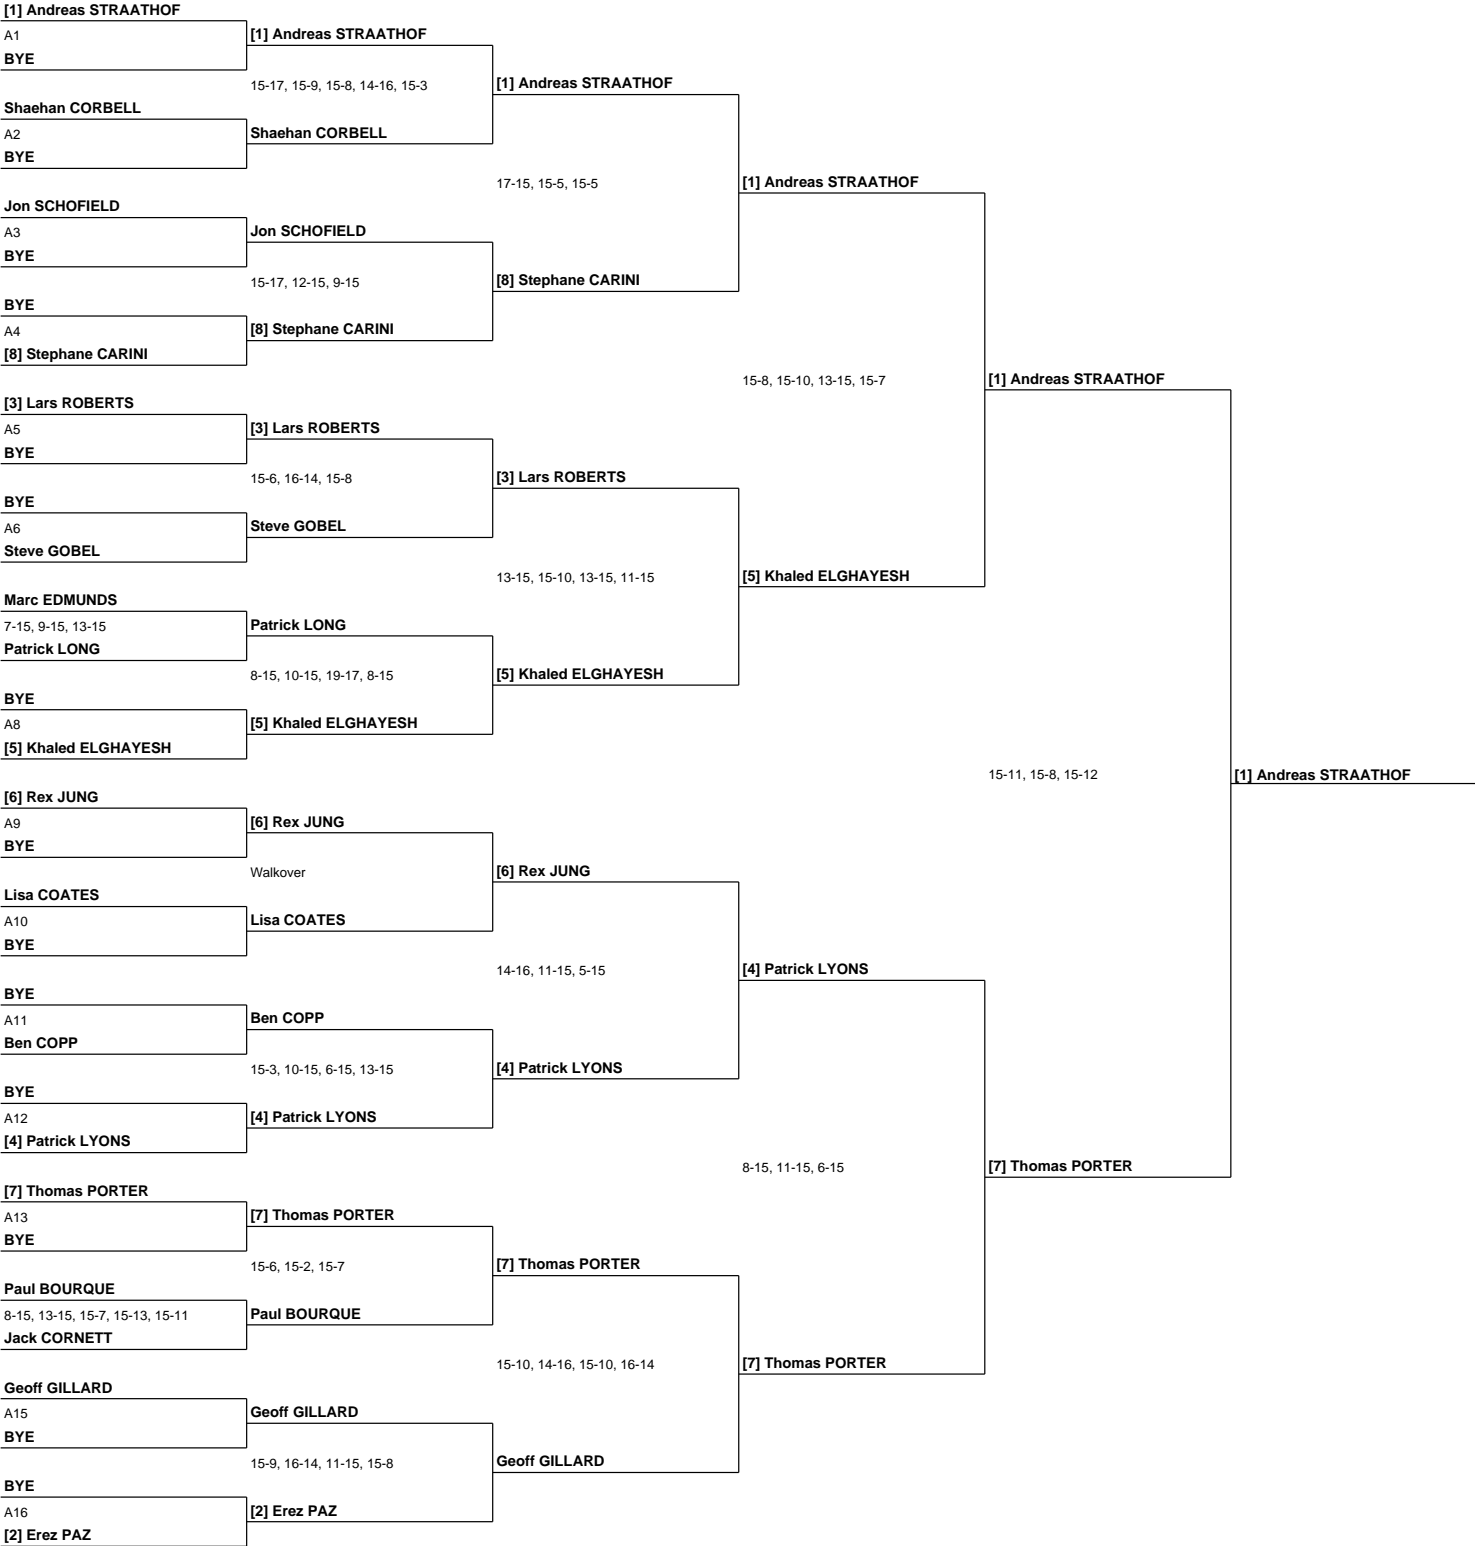 [1] Andreas STRAATHOF
A1
BYE
Shaehan CORBELL
A2
BYE
Jon SCHOFIELD
A3
BYE
BYE
A4
[8] Stephane CARINI
[3] Lars ROBERTS
A5
BYE
BYE
A6
Steve GOBEL
Marc EDMUNDS
7-15, 9-15, 13-15
Patrick LONG
BYE
A8
[5] Khaled ELGHAYESH
[6] Rex JUNG
A9
BYE
Lisa COATES
A10
BYE
BYE
A11
Ben COPP
BYE
A12
[4] Patrick LYONS
[7] Thomas PORTER
A13
BYE
Paul BOURQUE
8-15, 13-15, 15-7, 15-13, 15-11
Jack CORNETT
Geoff GILLARD
A15
BYE
BYE
A16
[2] Erez PAZ
[1] Andreas STRAATHOF
15-17, 15-9, 15-8, 14-16, 15-3
Shaehan CORBELL
Jon SCHOFIELD
15-17, 12-15, 9-15
[8] Stephane CARINI
[3] Lars ROBERTS
15-6, 16-14, 15-8
Steve GOBEL
Patrick LONG
8-15, 10-15, 19-17, 8-15
[5] Khaled ELGHAYESH
[6] Rex JUNG
Walkover
Lisa COATES
Ben COPP
15-3, 10-15, 6-15, 13-15
[4] Patrick LYONS
[7] Thomas PORTER
15-6, 15-2, 15-7
Paul BOURQUE
Geoff GILLARD
15-9, 16-14, 11-15, 15-8
[2] Erez PAZ
[1] Andreas STRAATHOF
17-15, 15-5, 15-5
[8] Stephane CARINI
[3] Lars ROBERTS
13-15, 15-10, 13-15, 11-15
[5] Khaled ELGHAYESH
[6] Rex JUNG
14-16, 11-15, 5-15
[4] Patrick LYONS
[7] Thomas PORTER
15-10, 14-16, 15-10, 16-14
Geoff GILLARD
[1] Andreas STRAATHOF
15-8, 15-10, 13-15, 15-7
[5] Khaled ELGHAYESH
[4] Patrick LYONS
8-15, 11-15, 6-15
[7] Thomas PORTER
[1] Andreas STRAATHOF
15-11, 15-8, 15-12
[7] Thomas PORTER
[1] Andreas STRAATHOF